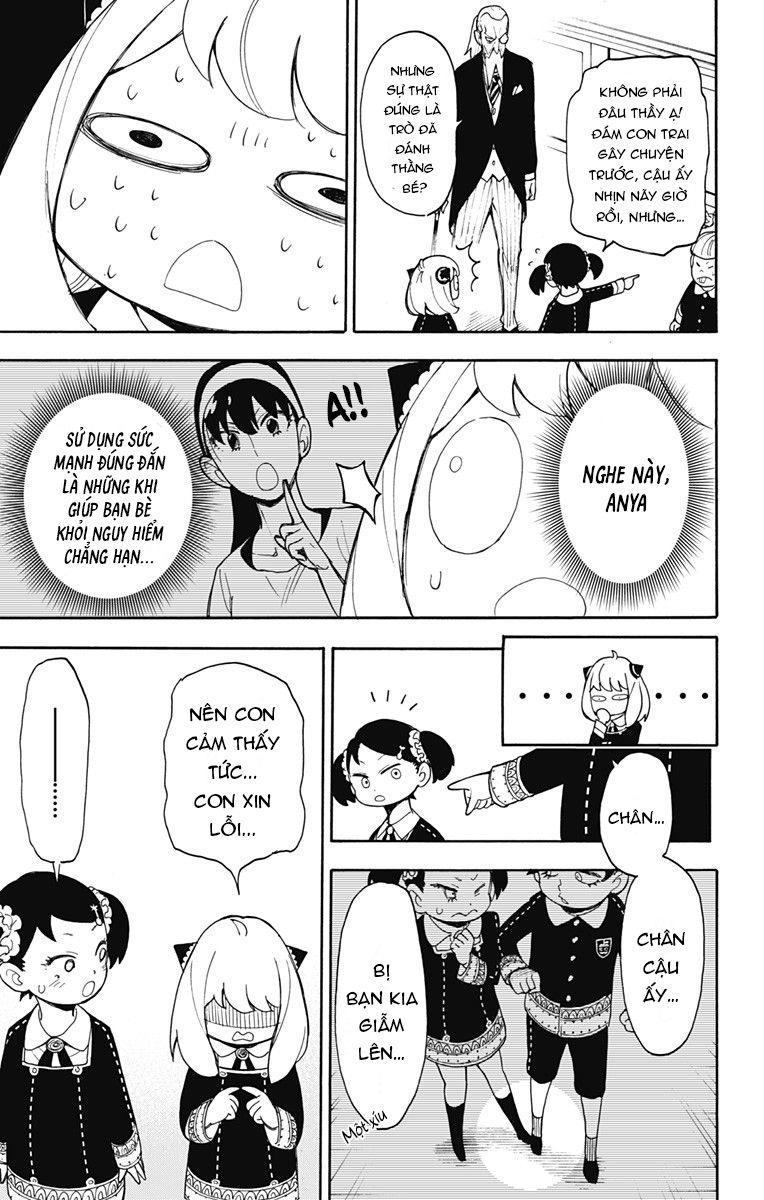 KHÔNG PHẢI
ĐÂU THẦY Ạ!
ĐÁM CON TRAI
GÂY CHUYỆN
TRƯỚC, CẬU ẤY
NHỊN NÃY GIỜ
RỒI, NHƯNG...
NHƯNG
SỰ THẬT
ĐÚNG LÀ
TRÒ ĐÃ
ĐÁNH
THẰNG
BÉ?
NGHE NÀY,
ANYA
A!!
SỬ DỤNG SỨC
MẠNH ĐÚNG ĐẮN
LÀ NHỮNG KHI
GIÚP BẠN BÈ
KHỎI NGUY HIỂM
CHẲNG HẠN...
CHÂN...
CHÂN
CẬU
ẤY...
BỊ
BẠN KIA
GIẪM
LÊN...
MỘT XÍU
NÊN CON
CẢM THẤY
TỨC...
CON XIN
LỖI...